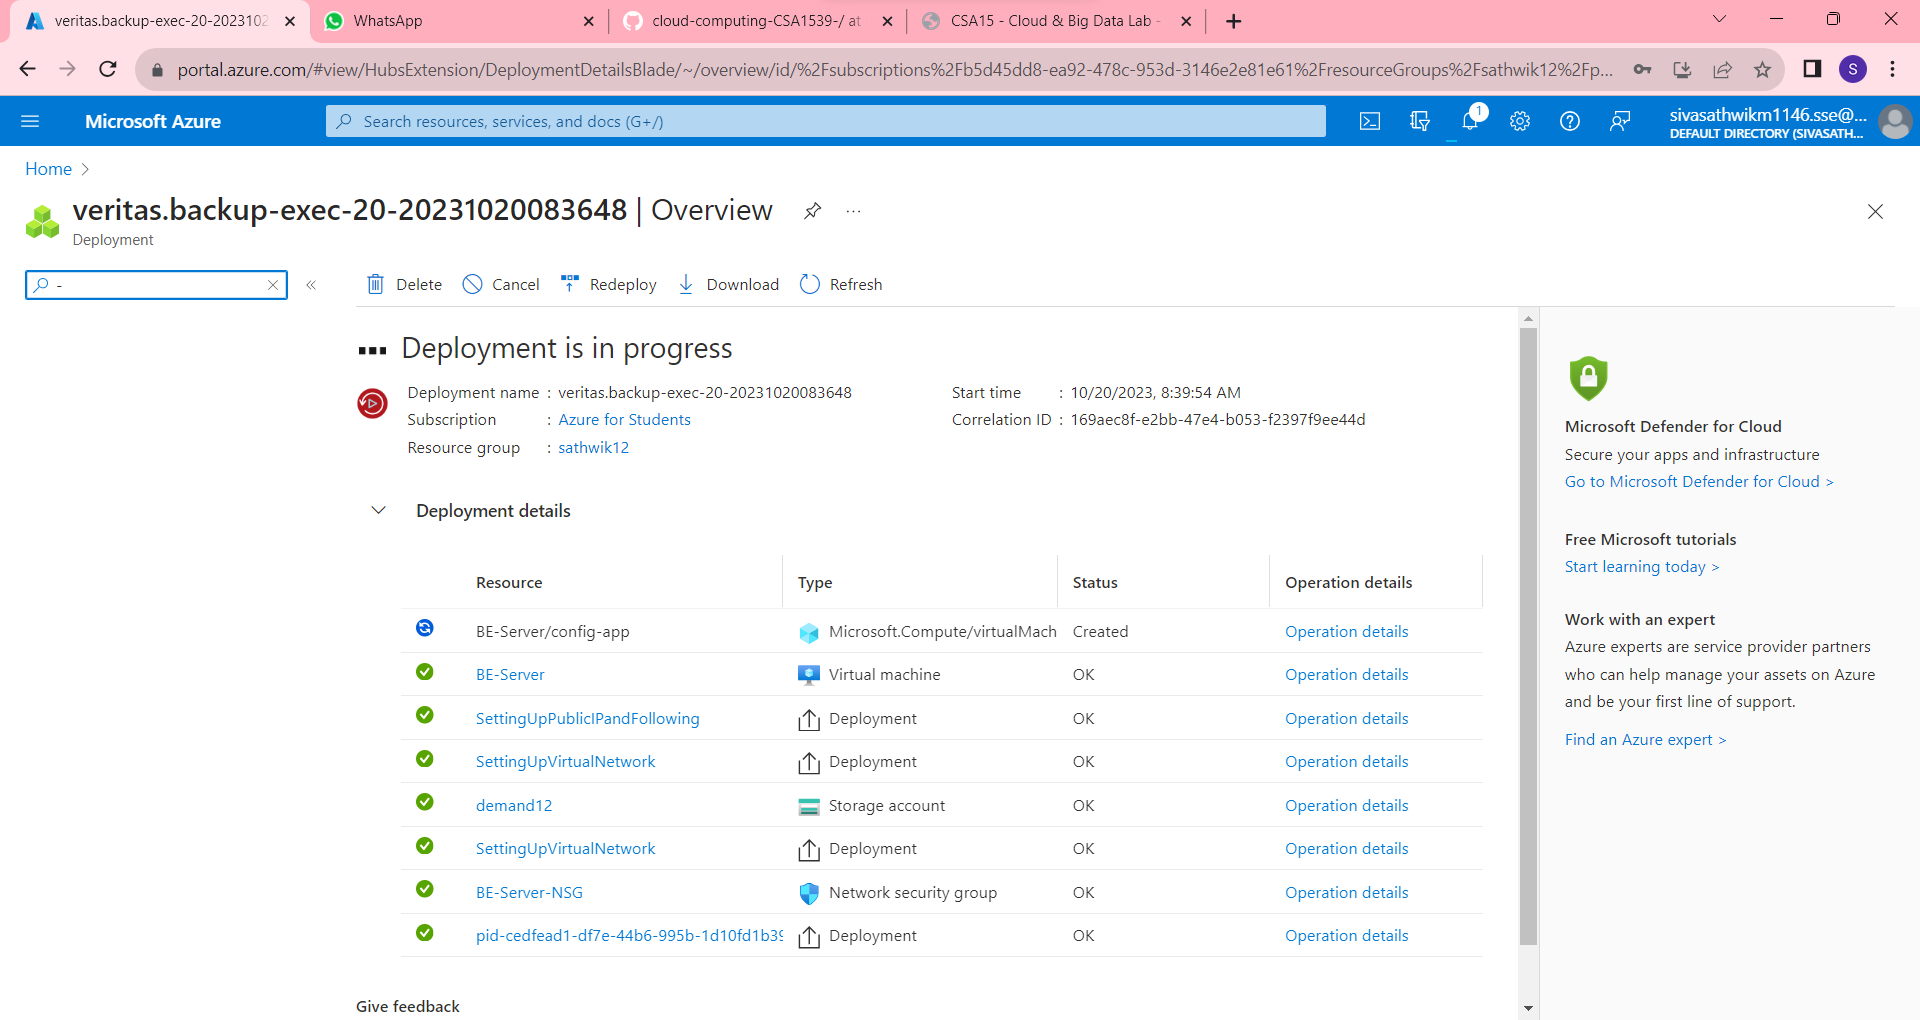 veritas.backup-exec-20-2023102
WhatsApp
cloud-computing-CSA1539-/ at
CSA15 - Cloud & Big Data Lab -
portal.azure.com/#view/HubsExtension/DeploymentDetailsBlade/~/overview/id/%2Fsubscriptions%2Fb5d45dd8-ea92-478c-953d-3146e2e81e61%2FresourceGroups%2Fsathwik12%2Fp...
S
Microsoft Azure
Search resources, services, and docs (G+/)
1
sivasathwikm1146.sse@...
DEFAULT DIRECTORY (SIVASATH...
Home
veritas.backup-exec-20-20231020083648 | Overview
...
Deployment
-
«
Delete
Cancel
Redeploy
Download
Refresh
Deployment is in progress
Deployment name : veritas.backup-exec-20-20231020083648
Subscription : Azure for Students
Resource group : sathwik12
Start time : 10/20/2023, 8:39:54 AM
Correlation ID : 169aec8f-e2bb-47e4-b053-f2397f9ee44d
Deployment details
Resource Type Status Operation details
BE-Server/config-app Microsoft.Compute/virtualMach Created Operation details
BE-Server Virtual machine OK Operation details
SettingUpPublicIPandFollowing Deployment OK Operation details
SettingUpVirtualNetwork Deployment OK Operation details
demand12 Storage account OK Operation details
SettingUpVirtualNetwork Deployment OK Operation details
BE-Server-NSG Network security group OK Operation details
pid-cedfead1-df7e-44b6-995b-1d10fd1b39 Deployment OK Operation details
Give feedback
Microsoft Defender for Cloud
Secure your apps and infrastructure
Go to Microsoft Defender for Cloud >
Free Microsoft tutorials
Start learning today >
Work with an expert
Azure experts are service provider partners
who can help manage your assets on Azure
and be your first line of support.
Find an Azure expert >